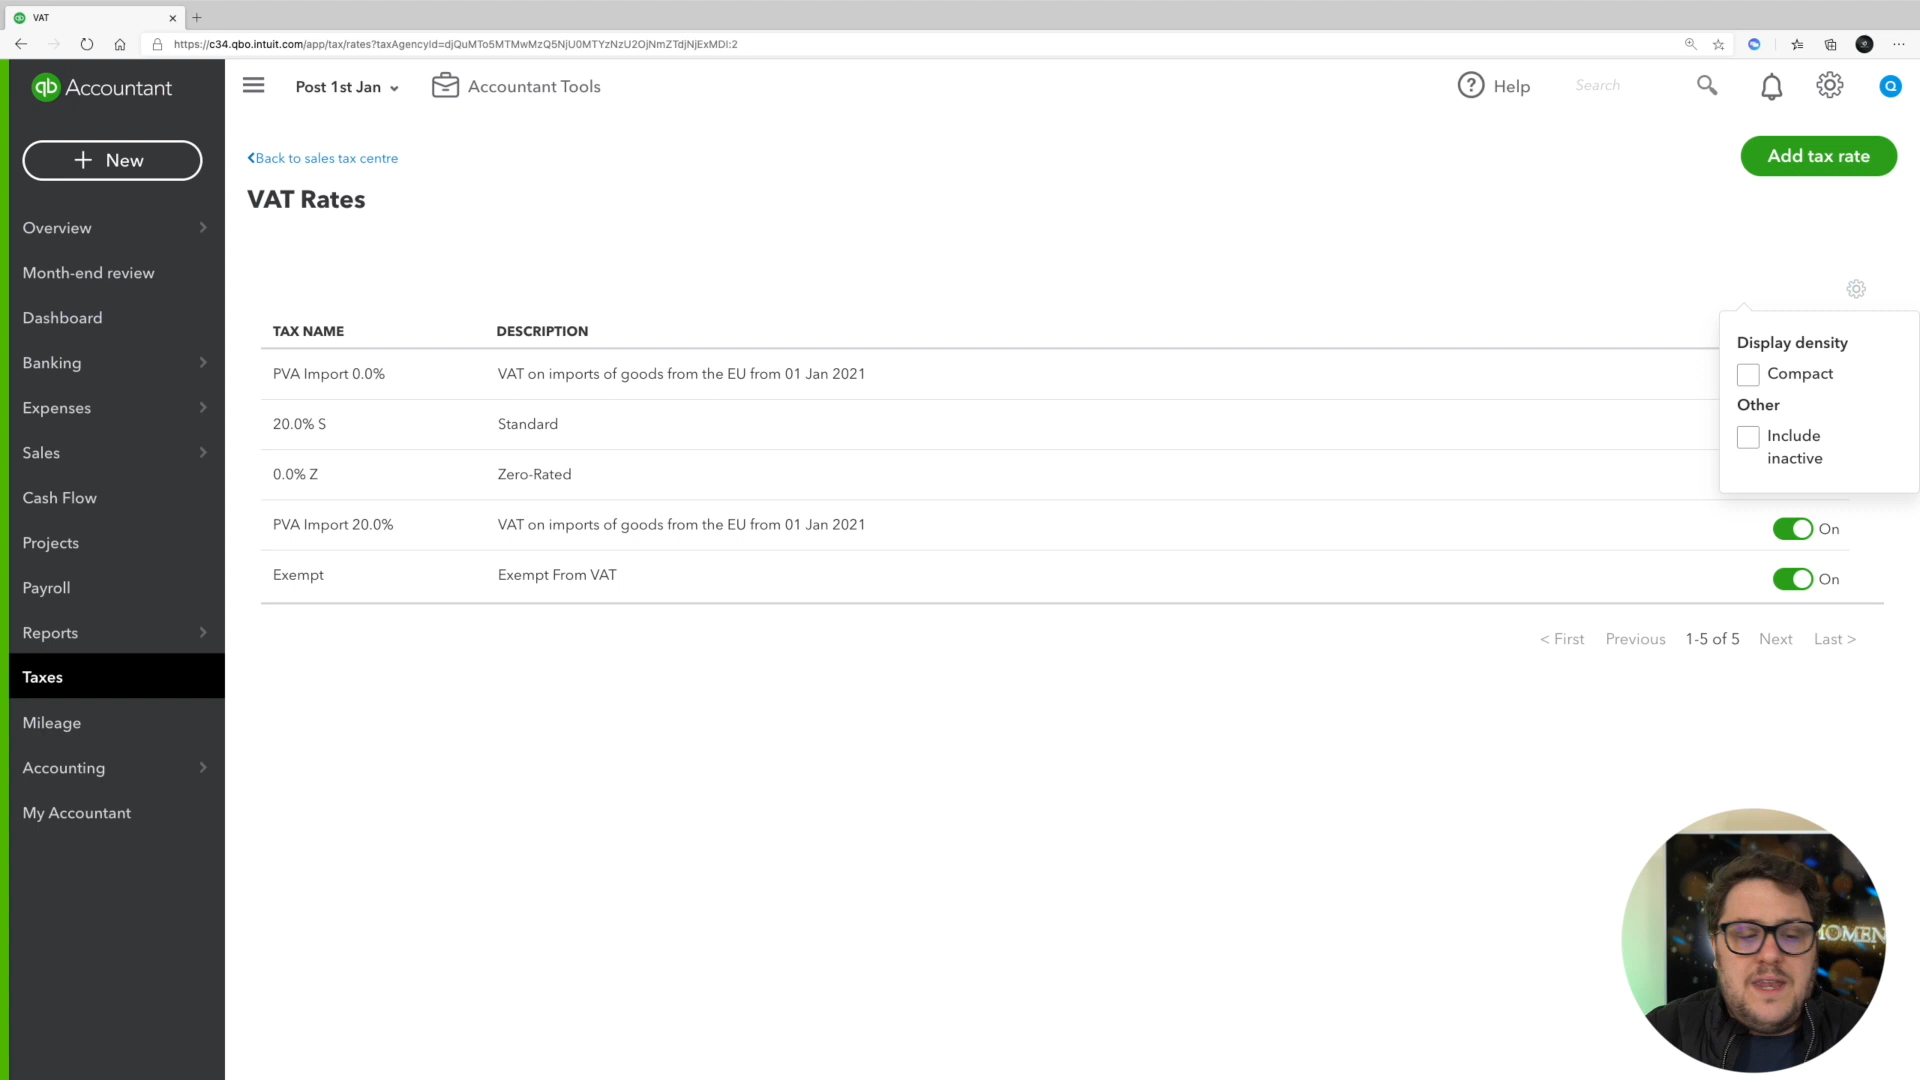 VAT
https://c34.qbo.intuit.com/app/tax/rates?taxAgencyId=djQuMTo5MTMwMzQ5NjU0MTYzNzU2OjNmZTdjNjExMDI:2
qb Accountant
Post 1st Jan
Accountant Tools
? Help
Search
Q
+ New
Overview
Month-end review
Dashboard
Banking
Expenses
Sales
Cash Flow
Projects
Payroll
Reports
Taxes
Mileage
Accounting
My Accountant
Back to sales tax centre
Add tax rate
VAT Rates
TAX NAME DESCRIPTION
PVA Import 0.0% VAT on imports of goods from the EU from 01 Jan 2021
20.0% S Standard
0.0% Z Zero-Rated
PVA Import 20.0% VAT on imports of goods from the EU from 01 Jan 2021 On
Exempt Exempt From VAT On
Display density
Compact
Other
Include
inactive
< First Previous 1-5 of 5 Next Last >